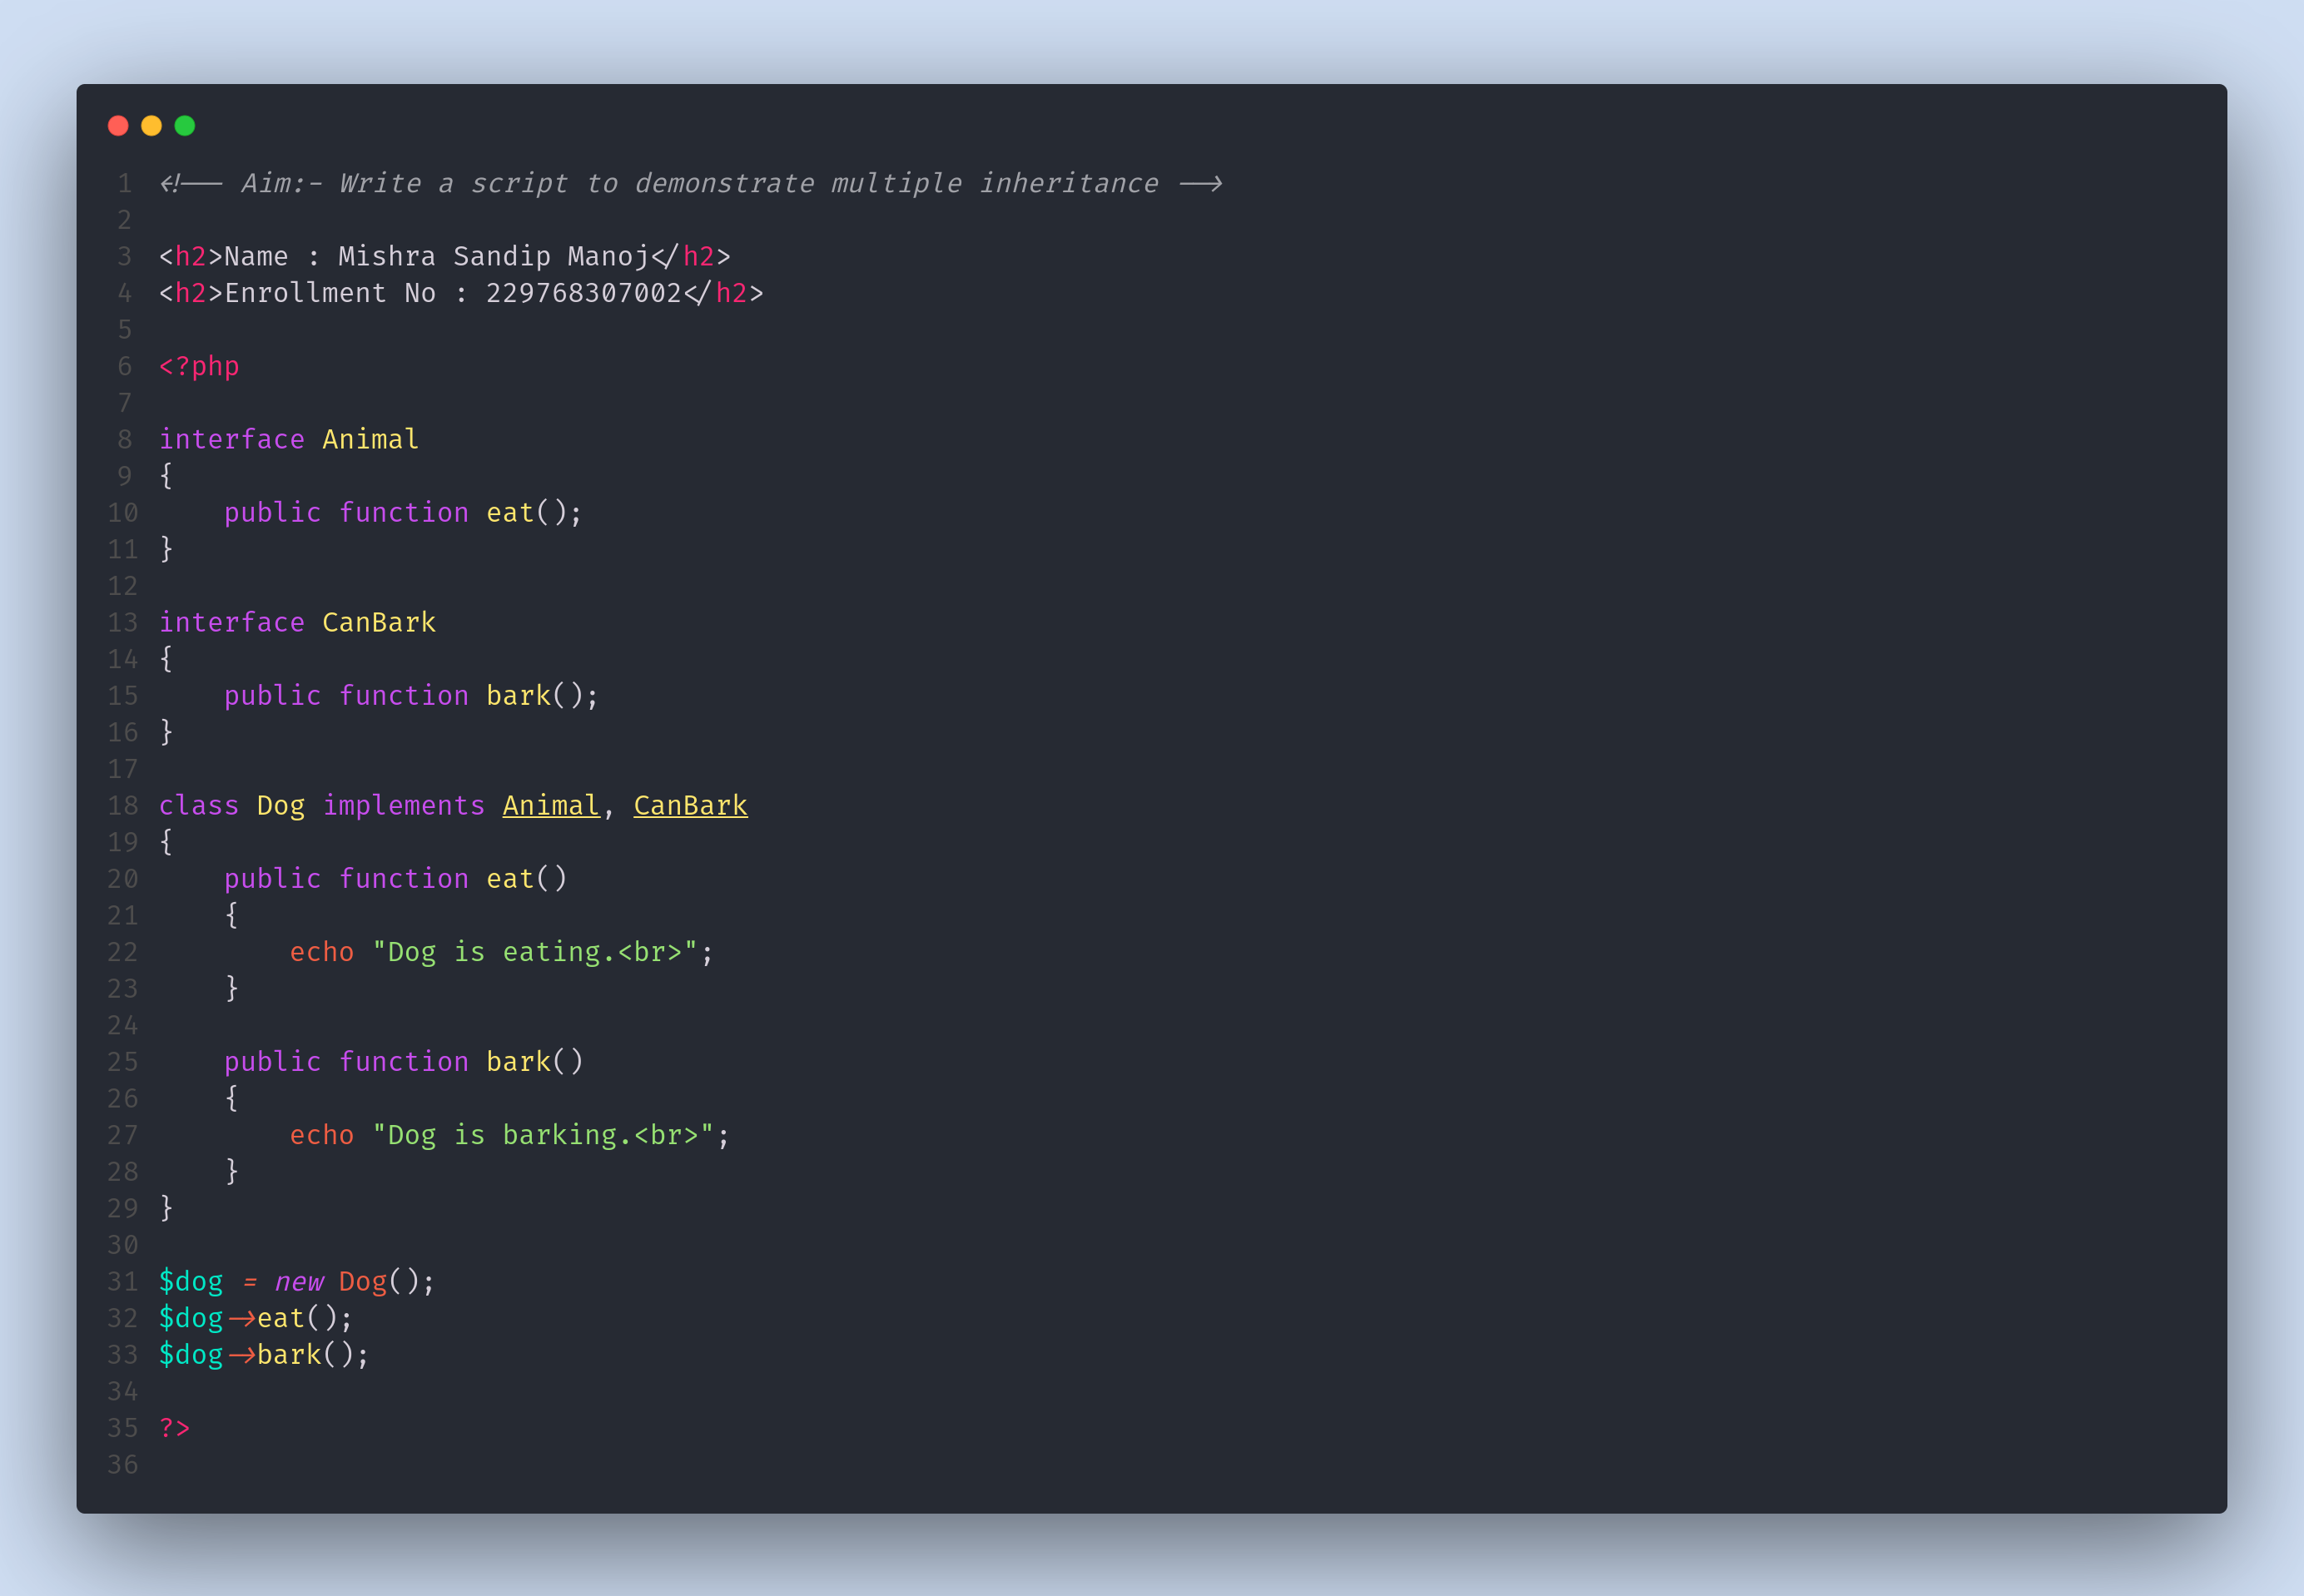 1 <!-- Aim:- Write a script to demonstrate multiple inheritance -->
2
3 <h2>Name : Mishra Sandip Manoj</h2>
4 <h2>Enrollment No : 229768307002</h2>
5
6 <?php
7
8 interface Animal
9 {
10     public function eat();
11 }
12
13 interface CanBark
14 {
15     public function bark();
16 }
17
18 class Dog implements Animal, CanBark
19 {
20     public function eat()
21     {
22         echo "Dog is eating.<br>";
23     }
24
25     public function bark()
26     {
27         echo "Dog is barking.<br>";
28     }
29 }
30
31 $dog = new Dog();
32 $dog->eat();
33 $dog->bark();
34
35 ?>
36